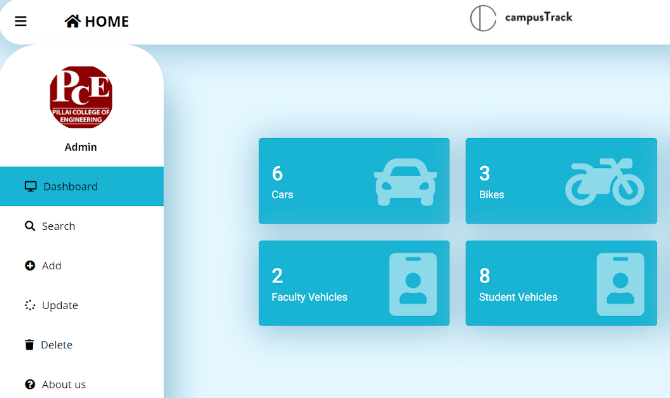 HOME
campusTrack
PCE
PILLAI COLLEGE OF
ENGINEERING
Admin
Dashboard
Search
Add
Update
Delete
About us
6
Cars
3
Bikes
2
Faculty Vehicles
8
Student Vehicles